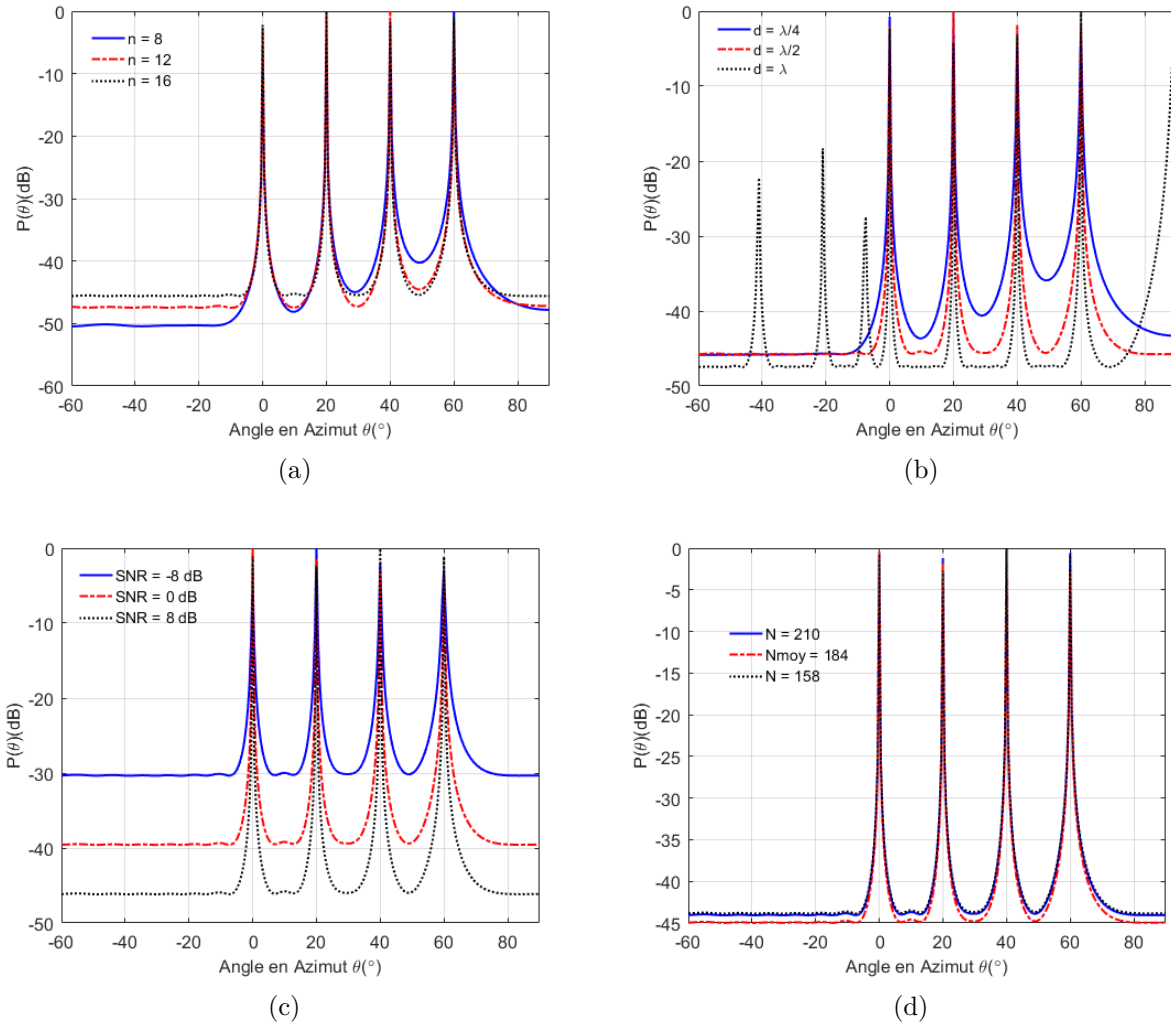 0
-10
-20
-30
-40
-50
-60
P(θ)(dB)
n = 8
n = 12
n = 16
-60 -40 -20 0 20 40 60 80
Angle en Azimut θ(°)
(a)
0
-10
-20
-30
-40
-50
P(θ)(dB)
d = λ/4
d = λ/2
d = λ
-60 -40 -20 0 20 40 60 80
Angle en Azimut θ(°)
(b)
0
-10
-20
-30
-40
-50
P(θ)(dB)
SNR = -8 dB
SNR = 0 dB
SNR = 8 dB
-60 -40 -20 0 20 40 60 80
Angle en Azimut θ(°)
(c)
0
-5
-10
-15
-20
-25
-30
-35
-40
-45
P(θ)(dB)
N = 210
Nmoy = 184
N = 158
-60 -40 -20 0 20 40 60 80
Angle en Azimut θ(°)
(d)